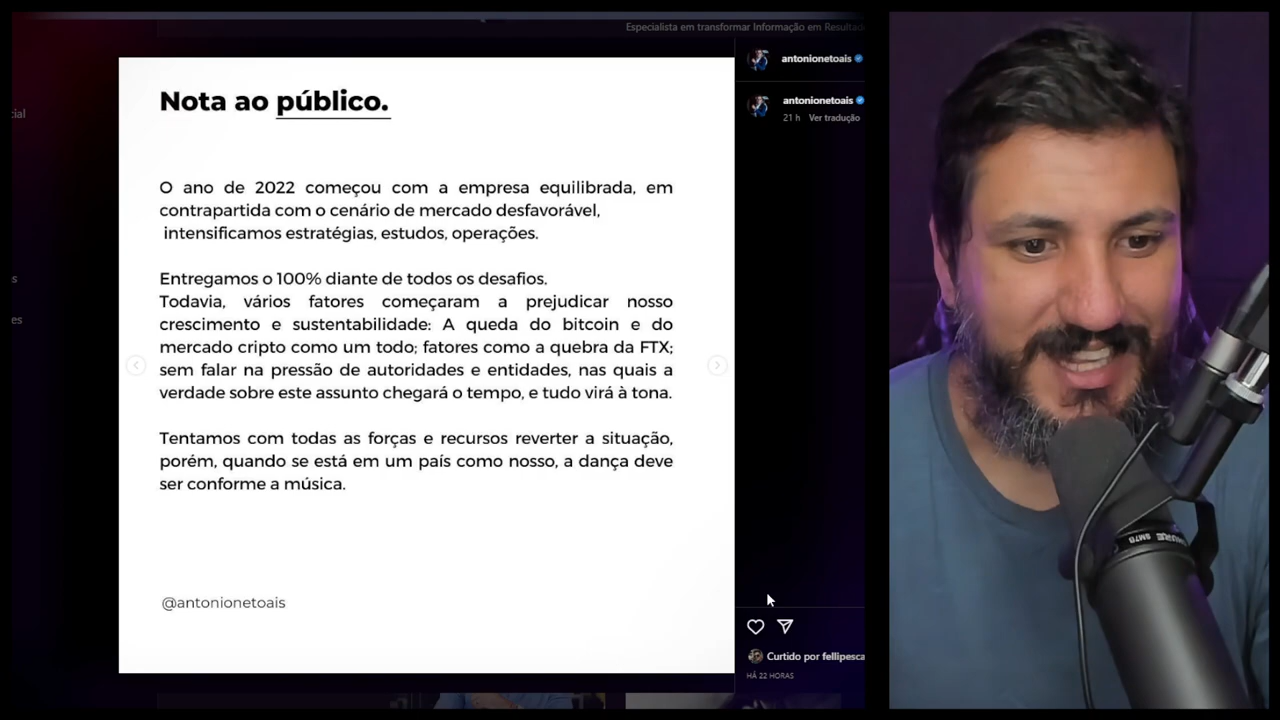 Especialista em transformar Informação em Resultado
Nota ao público.
O ano de 2022 começou com a empresa equilibrada, em
contrapartida com o cenário de mercado desfavorável,
intensificamos estratégias, estudos, operações.
Entregamos o 100% diante de todos os desafios.
Todavia, vários fatores começaram a prejudicar nosso
crescimento e sustentabilidade: A queda do bitcoin e do
mercado cripto como um todo; fatores como a quebra da FTX;
sem falar na pressão de autoridades e entidades, nas quais a
verdade sobre este assunto chegará o tempo, e tudo virá à tona.
Tentamos com todas as forças e recursos reverter a situação,
porém, quando se está em um país como nosso, a dança deve
ser conforme a música.
@antonionetoais
antonionetoais
antonionetoais
21 h Ver tradução
Curtido por fellipesca
HÁ 22 HORAS
cial
s
es
SHURE SM7B